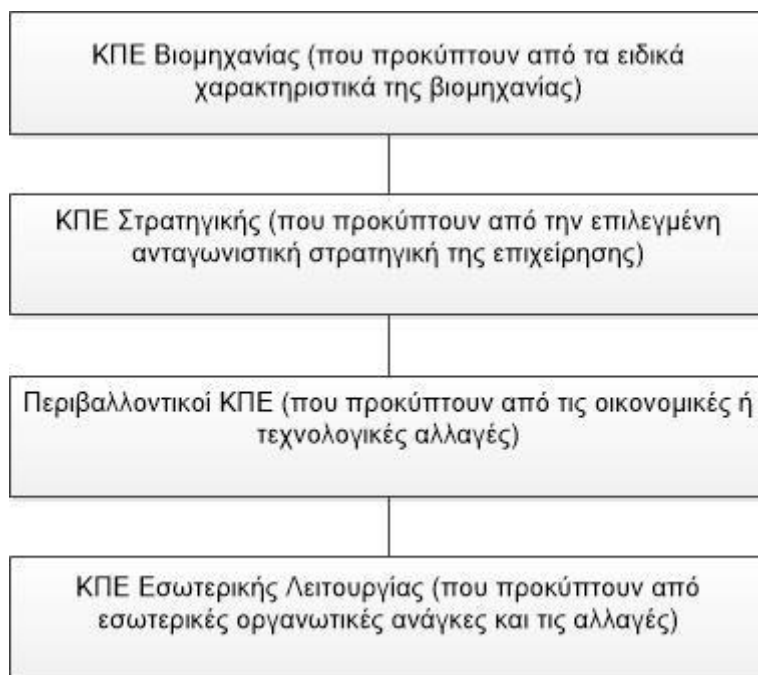 ΚΠΕ Βιομηχανίας (που προκύπτουν από τα ειδικά
χαρακτηριστικά της βιομηχανίας)
ΚΠΕ Στρατηγικής (που προκύπτουν από την επιλεγμένη
ανταγωνιστική στρατηγική της επιχείρησης)
Περιβαλλοντικοί ΚΠΕ (που προκύπτουν από τις οικονομικές ή
τεχνολογικές αλλαγές)
ΚΠΕ Εσωτερικής Λειτουργίας (που προκύπτουν από
εσωτερικές οργανωτικές ανάγκες και τις αλλαγές)